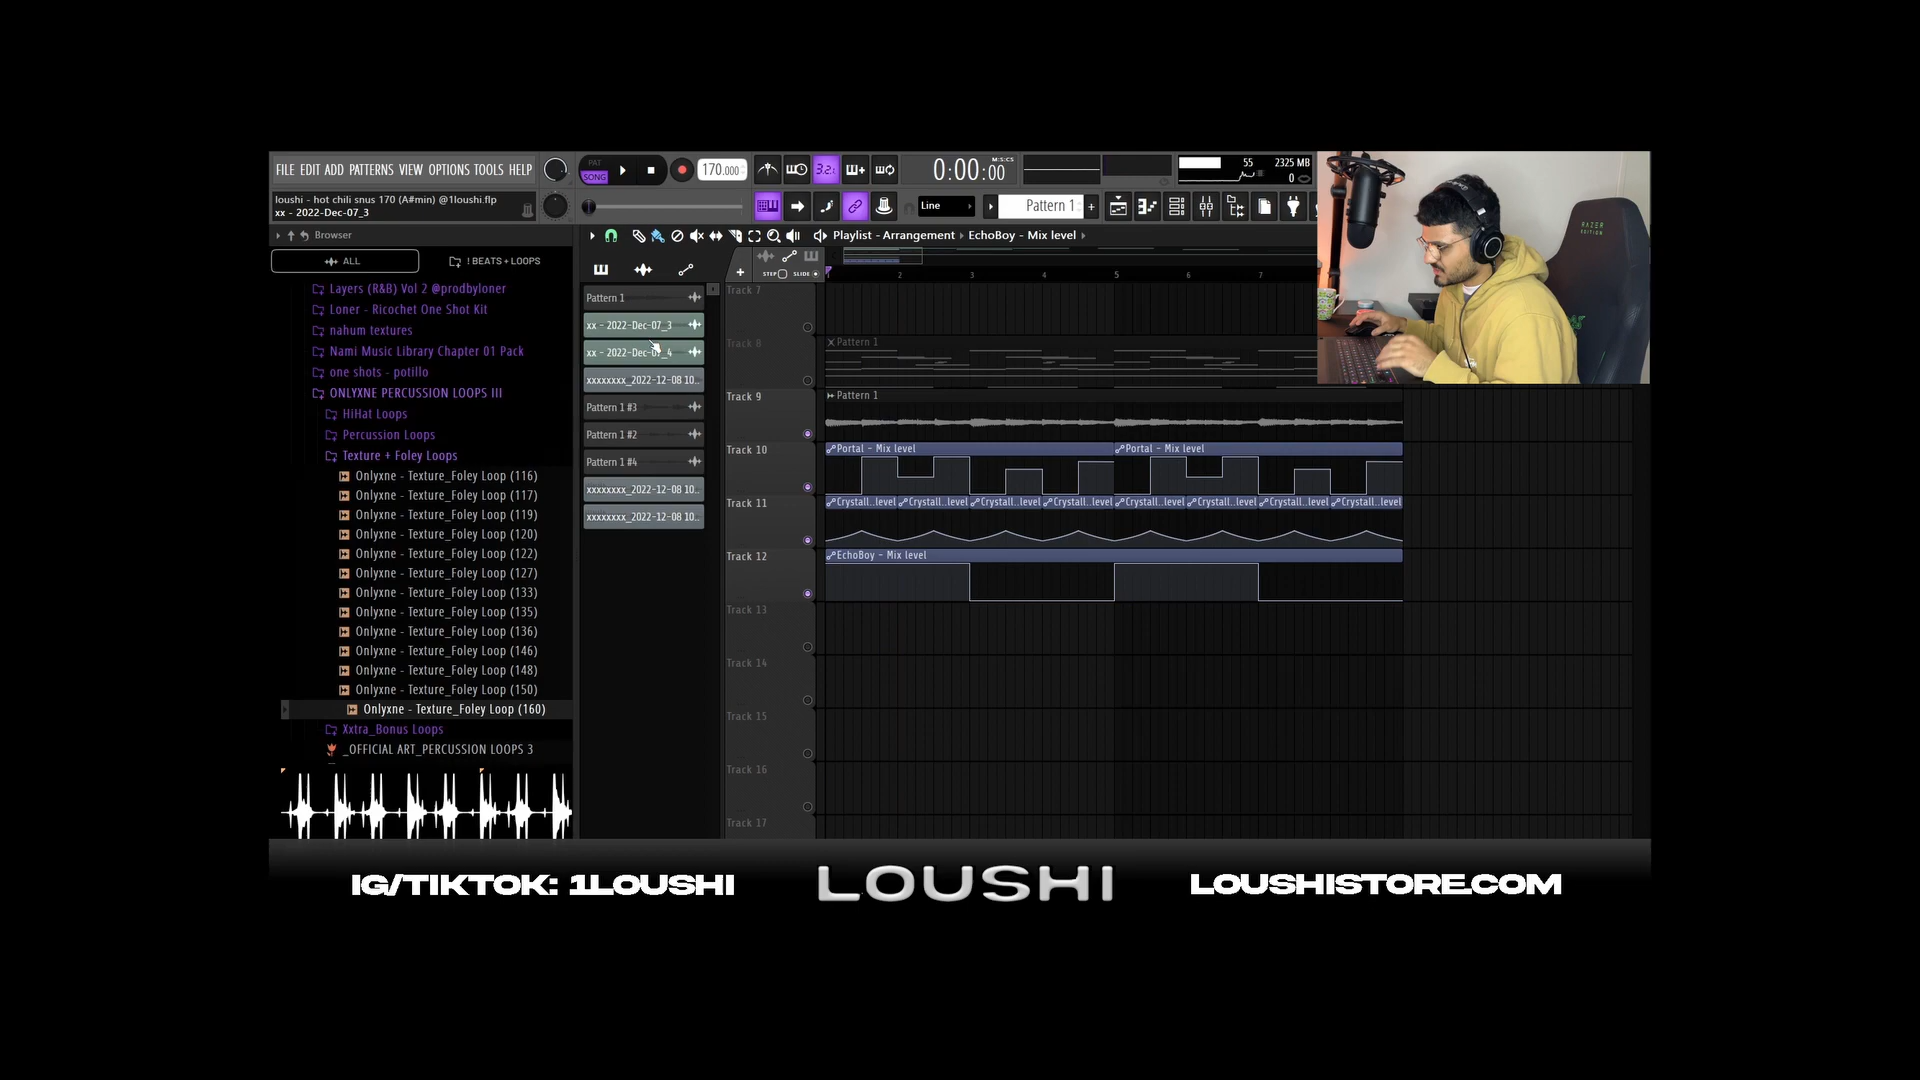 FILE EDIT ADD PATTERNS VIEW OPTIONS TOOLS HELP
PAT
SONG
170.000
3.2.
0:00:00
M:S:CS
55
2325 MB
0
loushi - hot chili snus 170 (A#min) @1loushi.flp
xx - 2022-Dec-07_3
Line
Pattern 1
Browser
Playlist - Arrangement
EchoBoy - Mix level
ALL
! BEATS + LOOPS
STEP
SLIDE
2
3
4
5
6
7
Layers (R&B) Vol 2 @prodbyloner
Loner - Ricochet One Shot Kit
nahum textures
Nami Music Library Chapter 01 Pack
one shots - potillo
ONLYXNE PERCUSSION LOOPS III
HiHat Loops
Percussion Loops
Texture + Foley Loops
Onlyxne - Texture_Foley Loop (116)
Onlyxne - Texture_Foley Loop (117)
Onlyxne - Texture_Foley Loop (119)
Onlyxne - Texture_Foley Loop (120)
Onlyxne - Texture_Foley Loop (122)
Onlyxne - Texture_Foley Loop (127)
Onlyxne - Texture_Foley Loop (133)
Onlyxne - Texture_Foley Loop (135)
Onlyxne - Texture_Foley Loop (136)
Onlyxne - Texture_Foley Loop (146)
Onlyxne - Texture_Foley Loop (148)
Onlyxne - Texture_Foley Loop (150)
Onlyxne - Texture_Foley Loop (160)
Xxtra_Bonus Loops
_OFFICIAL ART_PERCUSSION LOOPS 3
Pattern 1
xx - 2022-Dec-07_3
xx - 2022-Dec-07_4
xxxxxxxx_2022-12-08 10..
Pattern 1 #3
Pattern 1 #2
Pattern 1 #4
xxxxxxxx_2022-12-08 10..
xxxxxxxx_2022-12-08 10..
Track 7
Track 8
Pattern 1
Track 9
Pattern 1
Track 10
Portal - Mix level
Portal - Mix level
Track 11
Crystall..level
Crystall..level
Crystall..level
Crystall..level
Crystall..level
Crystall..level
Crystall..level
Crystall..level
Track 12
EchoBoy - Mix level
Track 13
Track 14
Track 15
Track 16
Track 17
RAZER
EDITION
IG/TIKTOK: 1LOUSHI
LOUSHI
LOUSHISTORE.COM